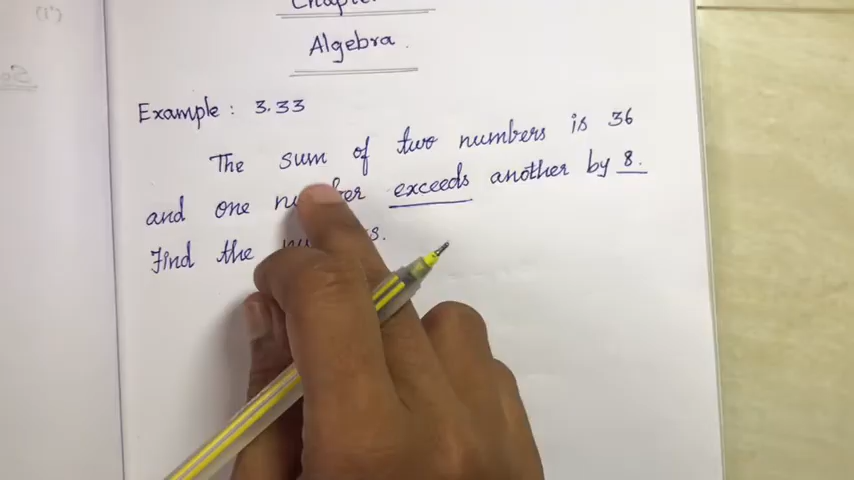 Algebra.
Example: 3.33
The sum of two numbers is 36
and one number exceeds another by 8.
Find the